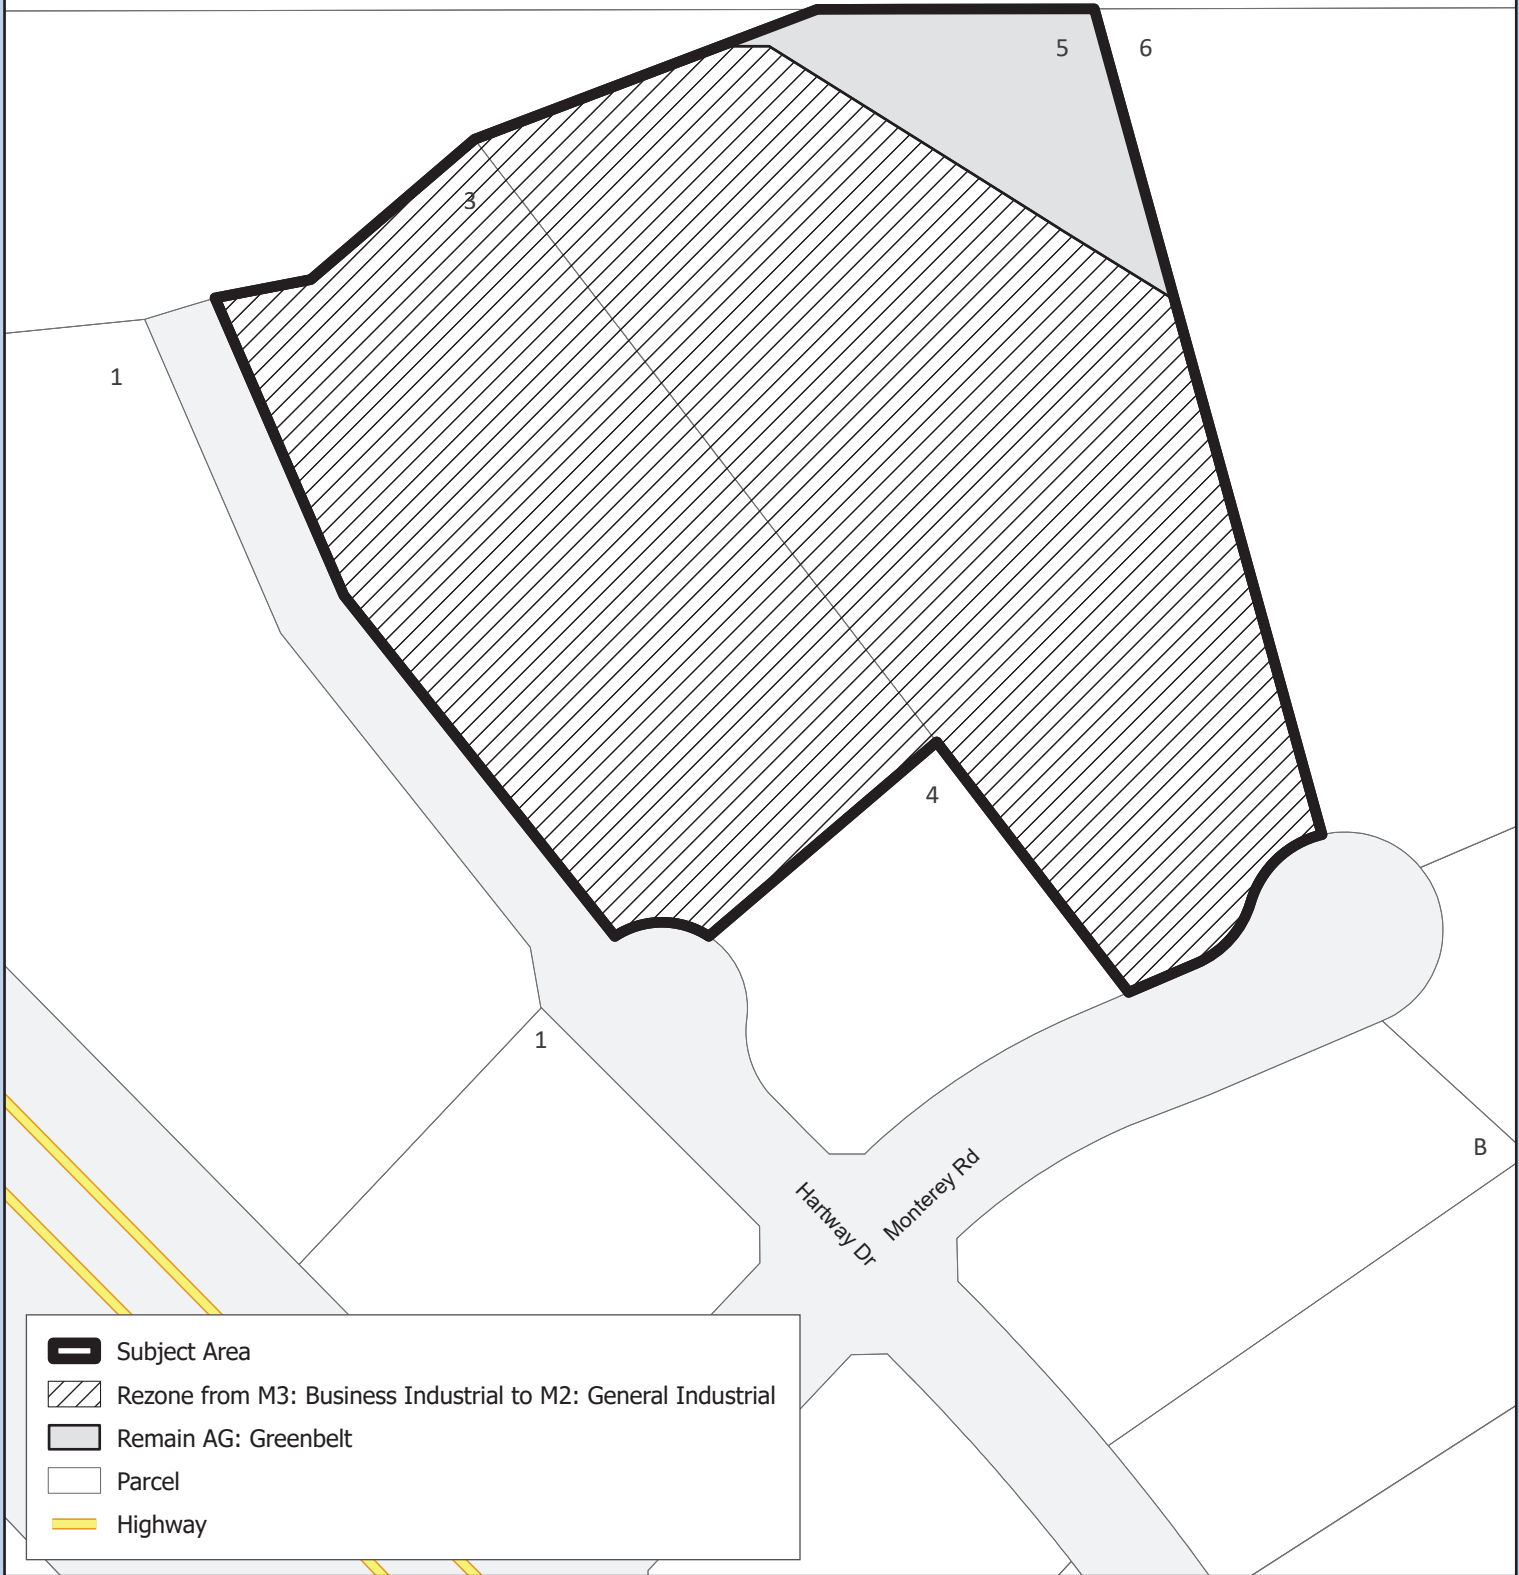 5
6
3
1
4
1
B
Hartway Dr
Monterey Rd
Subject Area
Rezone from M3: Business Industrial to M2: General Industrial
Remain AG: Greenbelt
Parcel
Highway